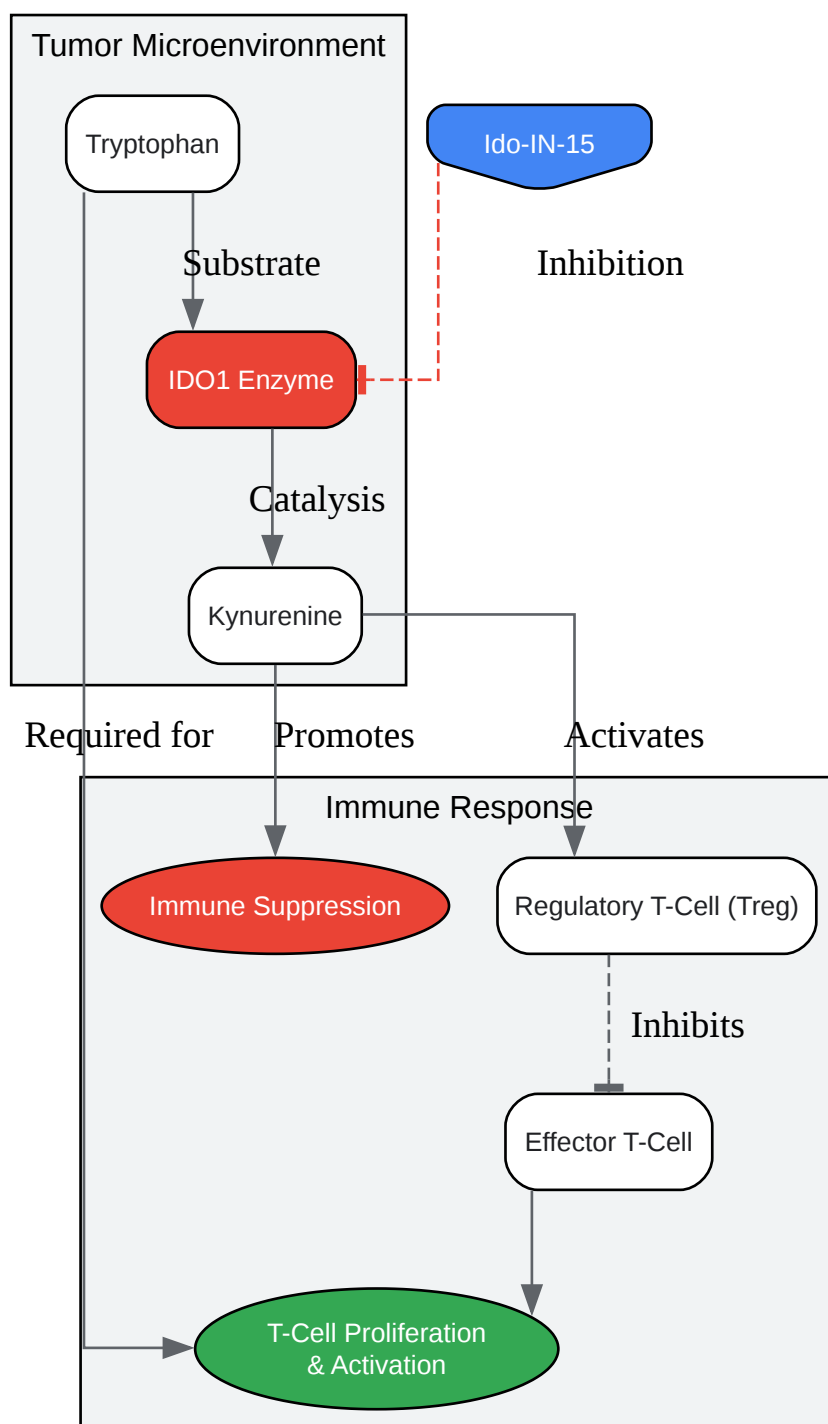 Tumor Microenvironment
Tryptophan
Ido-IN-15
Substrate
Inhibition
IDO1 Enzyme
Catalysis
Kynurenine
Required for
Promotes
Activates
Immune Response
Immune Suppression
Regulatory T-Cell (Treg)
Inhibits
Effector T-Cell
T-Cell Proliferation
& Activation